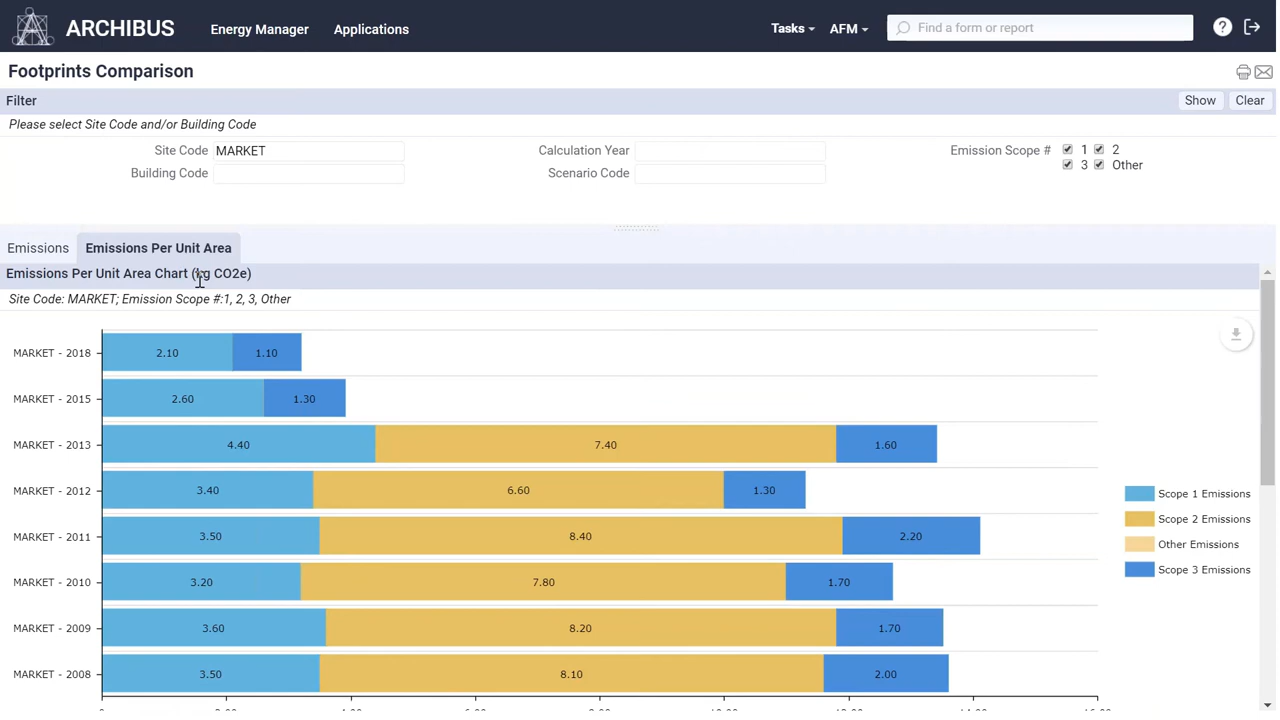 ARCHIBUS Energy Manager Applications Tasks AFM Find a form or report ?
Footprints Comparison
Filter Show Clear
Please select Site Code and/or Building Code
Site Code MARKET Calculation Year Emission Scope # 1 2
Building Code Scenario Code 3 Other
Emissions Emissions Per Unit Area
Emissions Per Unit Area Chart (kg CO2e)
Site Code: MARKET; Emission Scope #:1, 2, 3, Other
MARKET - 2018 2.10 1.10
MARKET - 2015 2.60 1.30
MARKET - 2013 4.40 7.40 1.60
MARKET - 2012 3.40 6.60 1.30
MARKET - 2011 3.50 8.40 2.20
MARKET - 2010 3.20 7.80 1.70
MARKET - 2009 3.60 8.20 1.70
MARKET - 2008 3.50 8.10 2.00
Scope 1 Emissions
Scope 2 Emissions
Other Emissions
Scope 3 Emissions